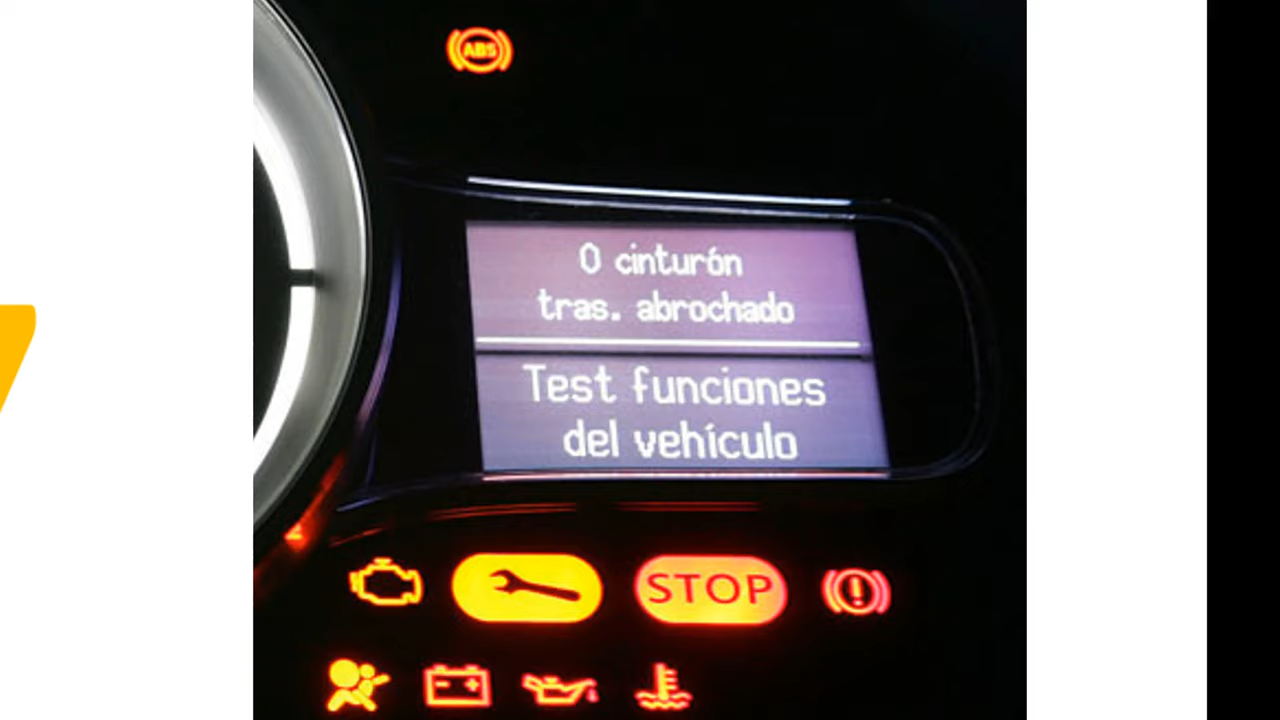 ABS
0 cinturón
tras. abrochado
Test funciones
del vehículo
STOP